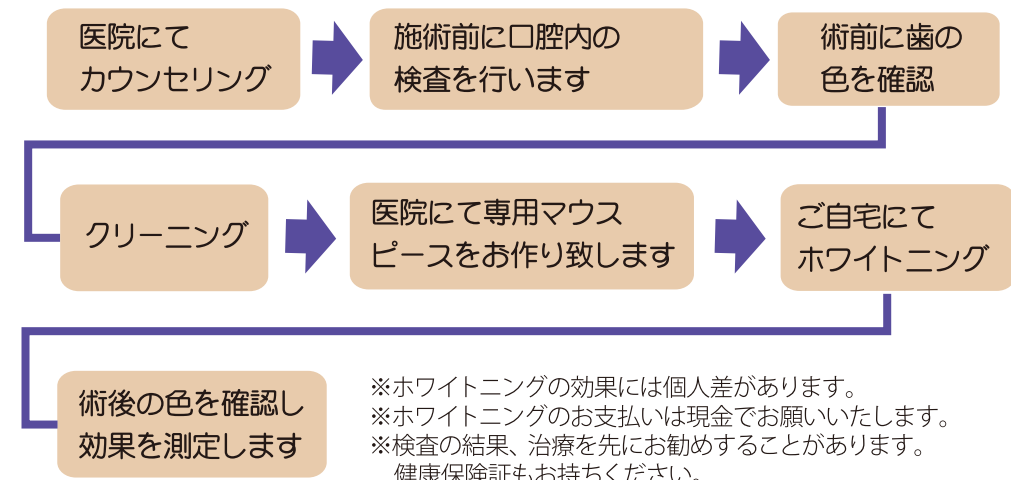 医院にて
カウンセリング
施術前に口腔内の
検査を行います
術前に歯の
色を確認
クリーニング
医院にて専用マウス
ピースをお作り致します
ご自宅にて
ホワイトニング
術後の色を確認し
効果を測定します
※ホワイトニングの効果には個人差があります。
※ホワイトニングのお支払いは現金でお願いいたします。
※検査の結果、治療を先にお勧めすることがあります。
健康保険証もお持ちください。